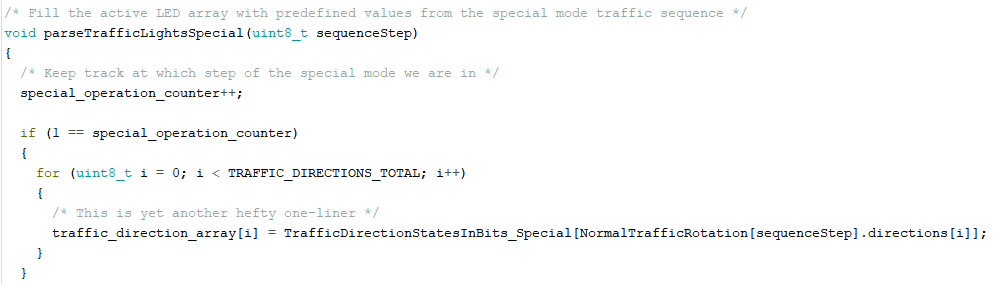 /* Fill the active LED array with predefined values from the special mode traffic sequence */
void parseTrafficLightsSpecial(uint8_t sequenceStep)
{
/* Keep track at which step of the special mode we are in */
special_operation_counter++;
if (1 == special_operation_counter)
{
for (uint8_t i = 0; i < TRAFFIC_DIRECTIONS_TOTAL; i++)
{
/* This is yet another hefty one-liner */
traffic_direction_array[i] = TrafficDirectionStatesInBits_Special[NormalTrafficRotation[sequenceStep].directions[i]];
}
}